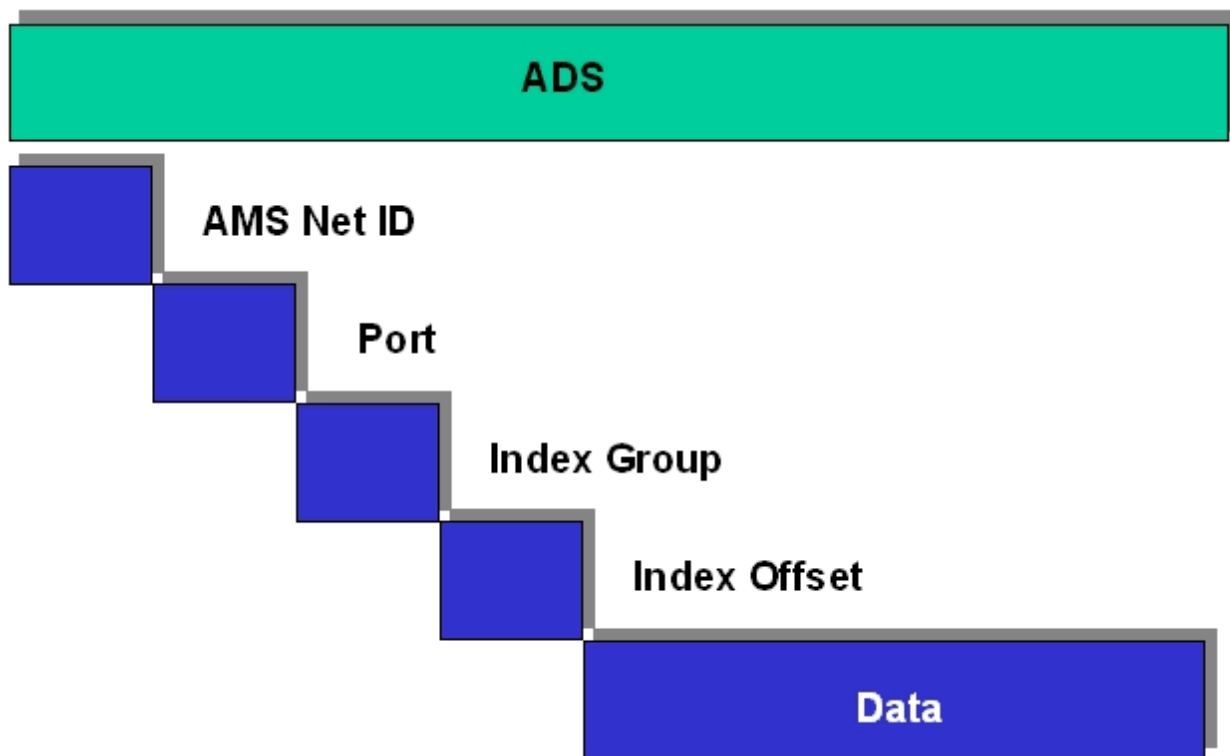 ADS
AMS Net ID
Port
Index Group
Index Offset
Data